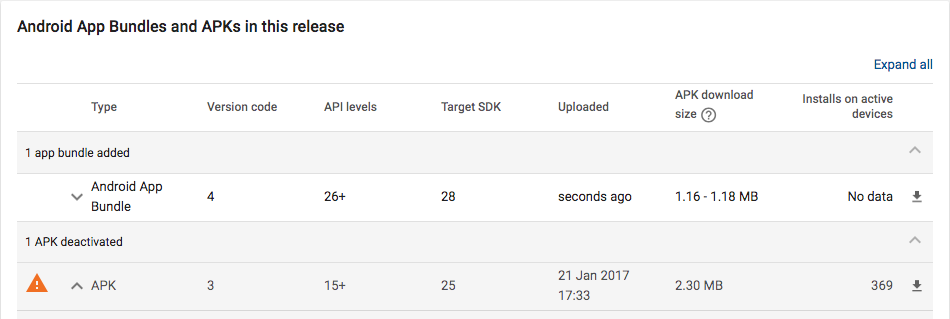 Android App Bundles and APKs in this release
Expand all
Type Version code API levels Target SDK Uploaded APK download size ? Installs on active devices
1 app bundle added
Android App Bundle 4 26+ 28 seconds ago 1.16 - 1.18 MB No data
1 APK deactivated
APK 3 15+ 25 21 Jan 2017 17:33 2.30 MB 369